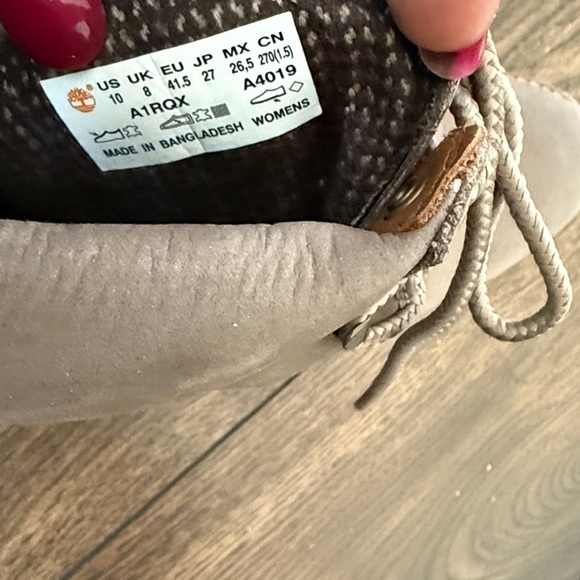 US UK EU JP MX CN
10 8 41.5 27 26,5 270(1.5)
A1RQX A4019
MADE IN BANGLADESH WOMENS